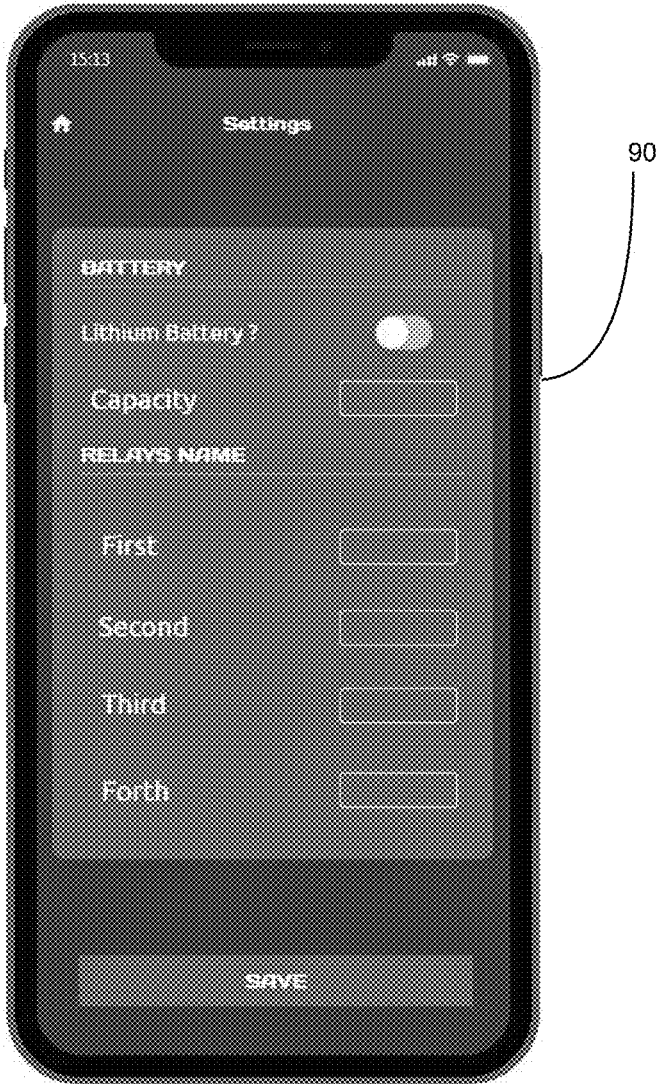 15:13
Settings
90
BATTERY
Lithium Battery ?
Capacity
RELAYS NAME
First
Second
Third
Forth
SAVE